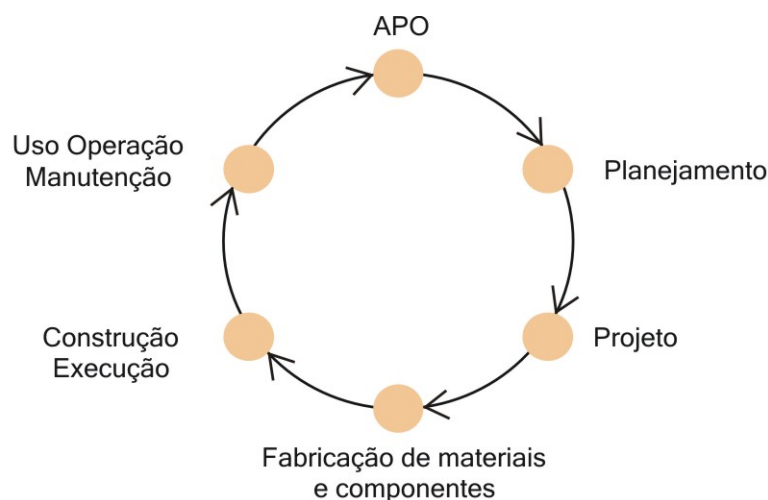 APO
Planejamento
Projeto
Fabricação de materiais
e componentes
Construção
Execução
Uso Operação
Manutenção